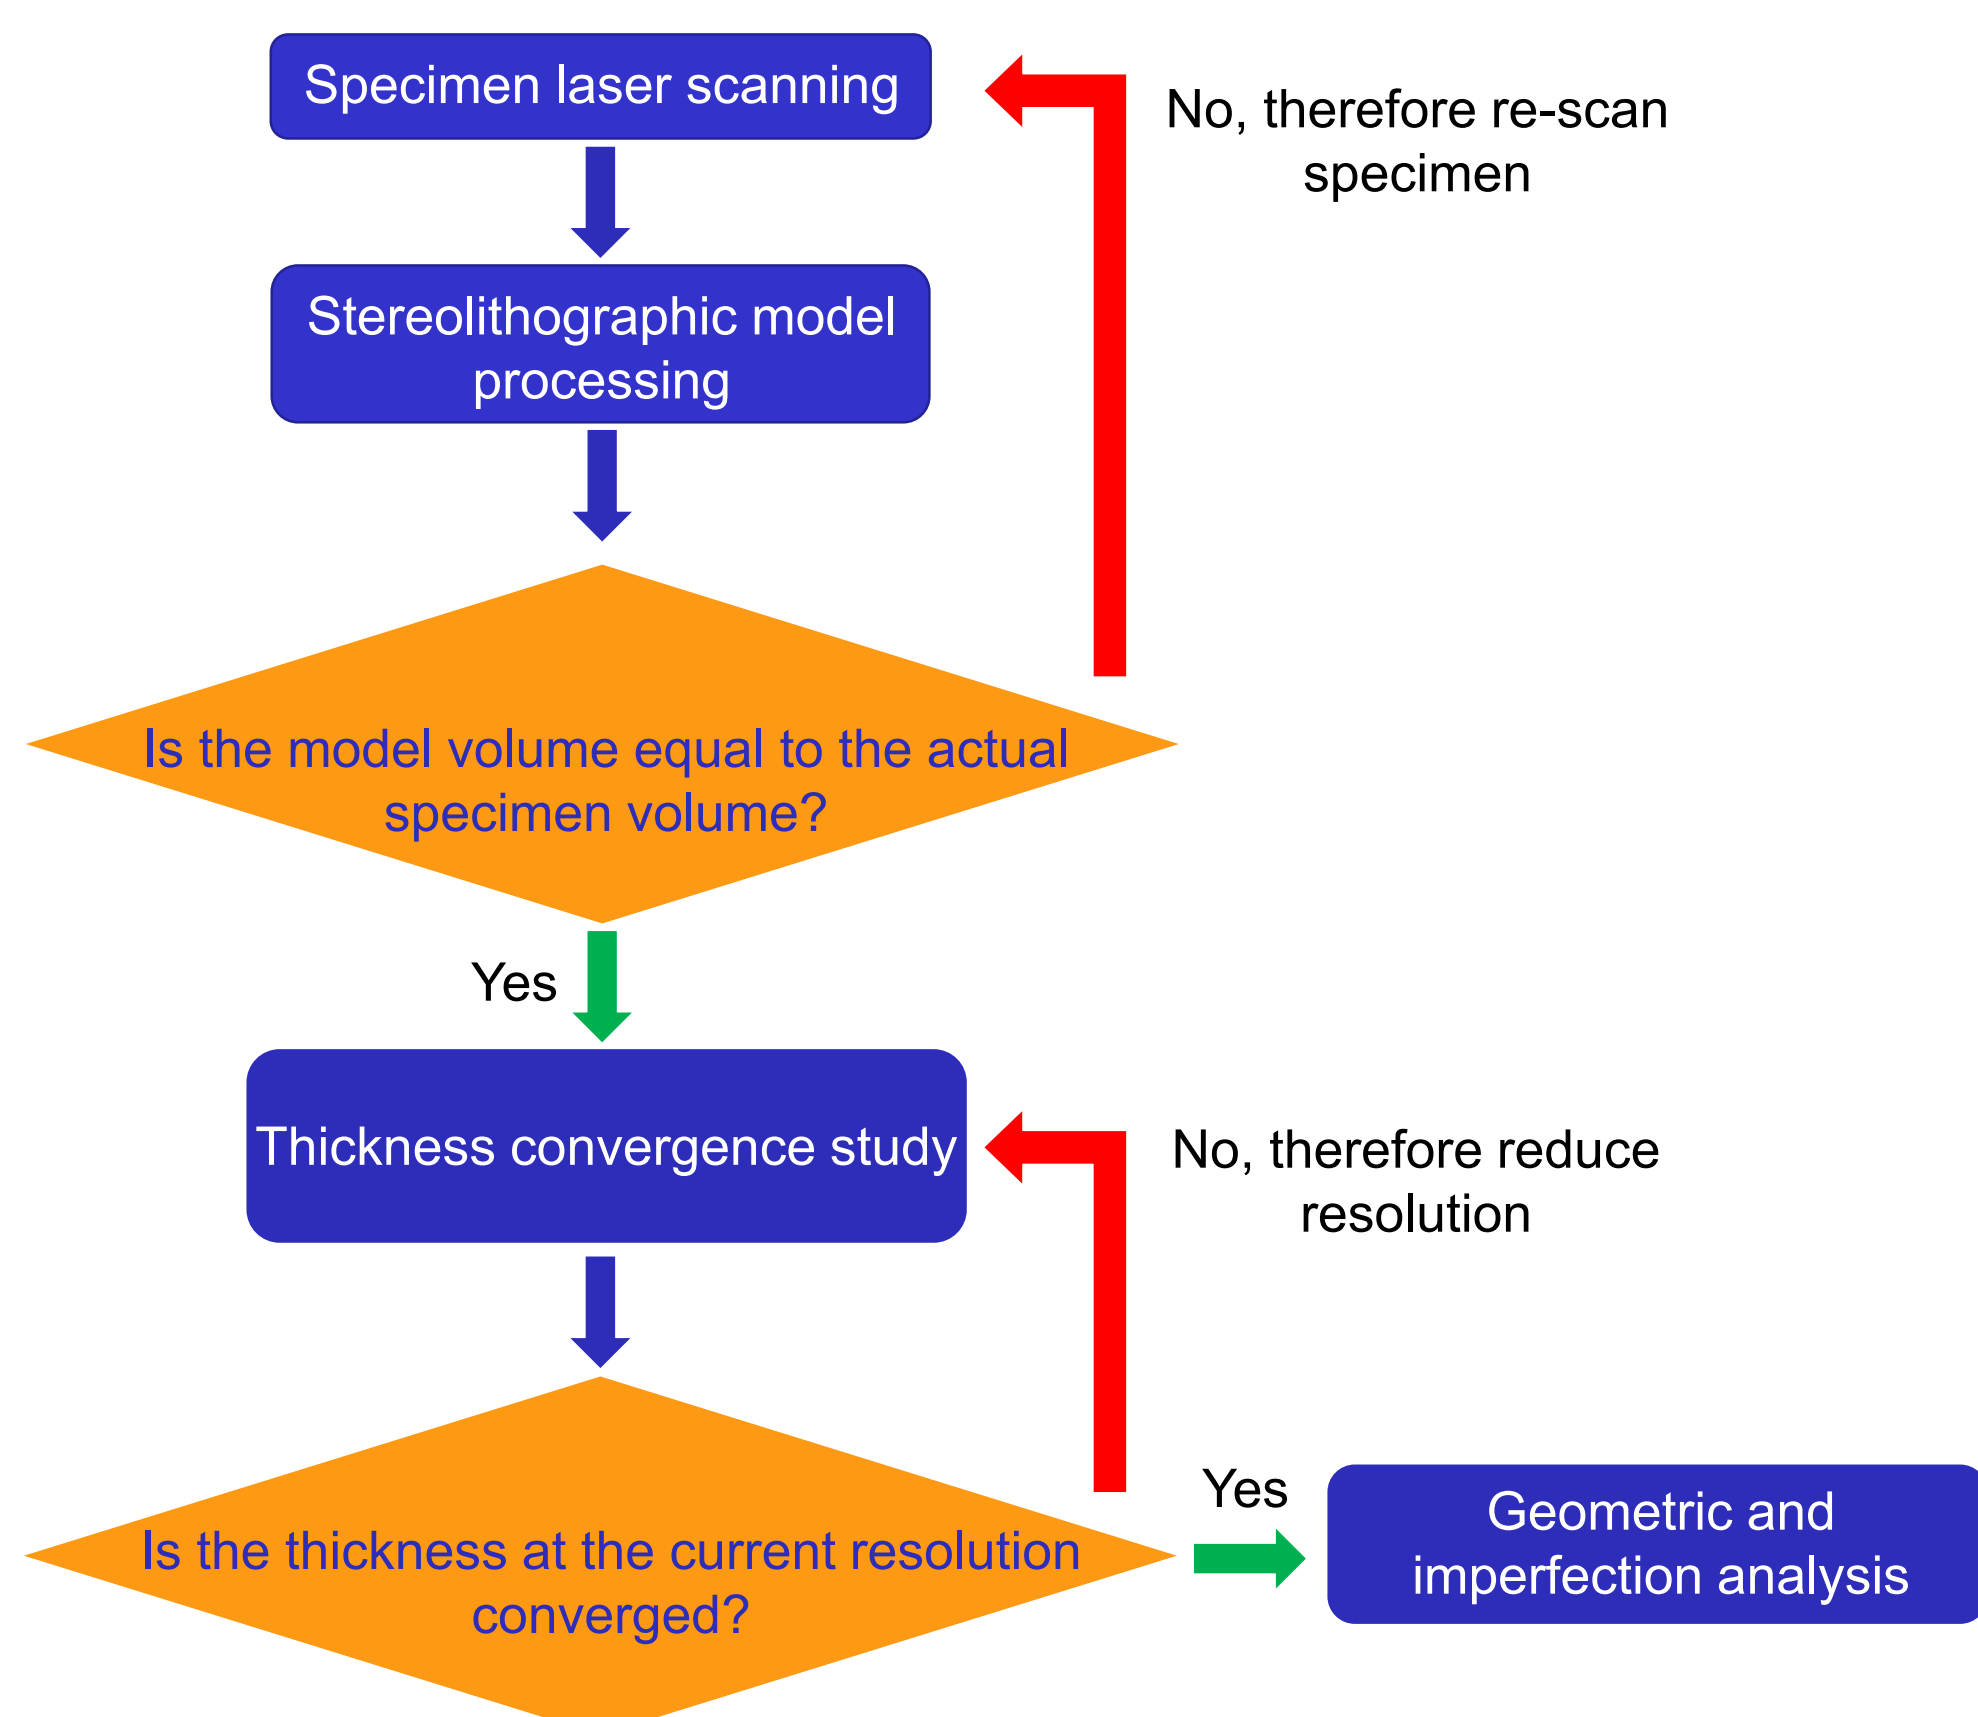 Specimen laser scanning
No, therefore re-scan
specimen
Stereolithographic model
processing
Is the model volume equal to the actual
specimen volume?
Yes
Thickness convergence study
No, therefore reduce
resolution
Yes
Geometric and
imperfection analysis
Is the thickness at the current resolution
converged?